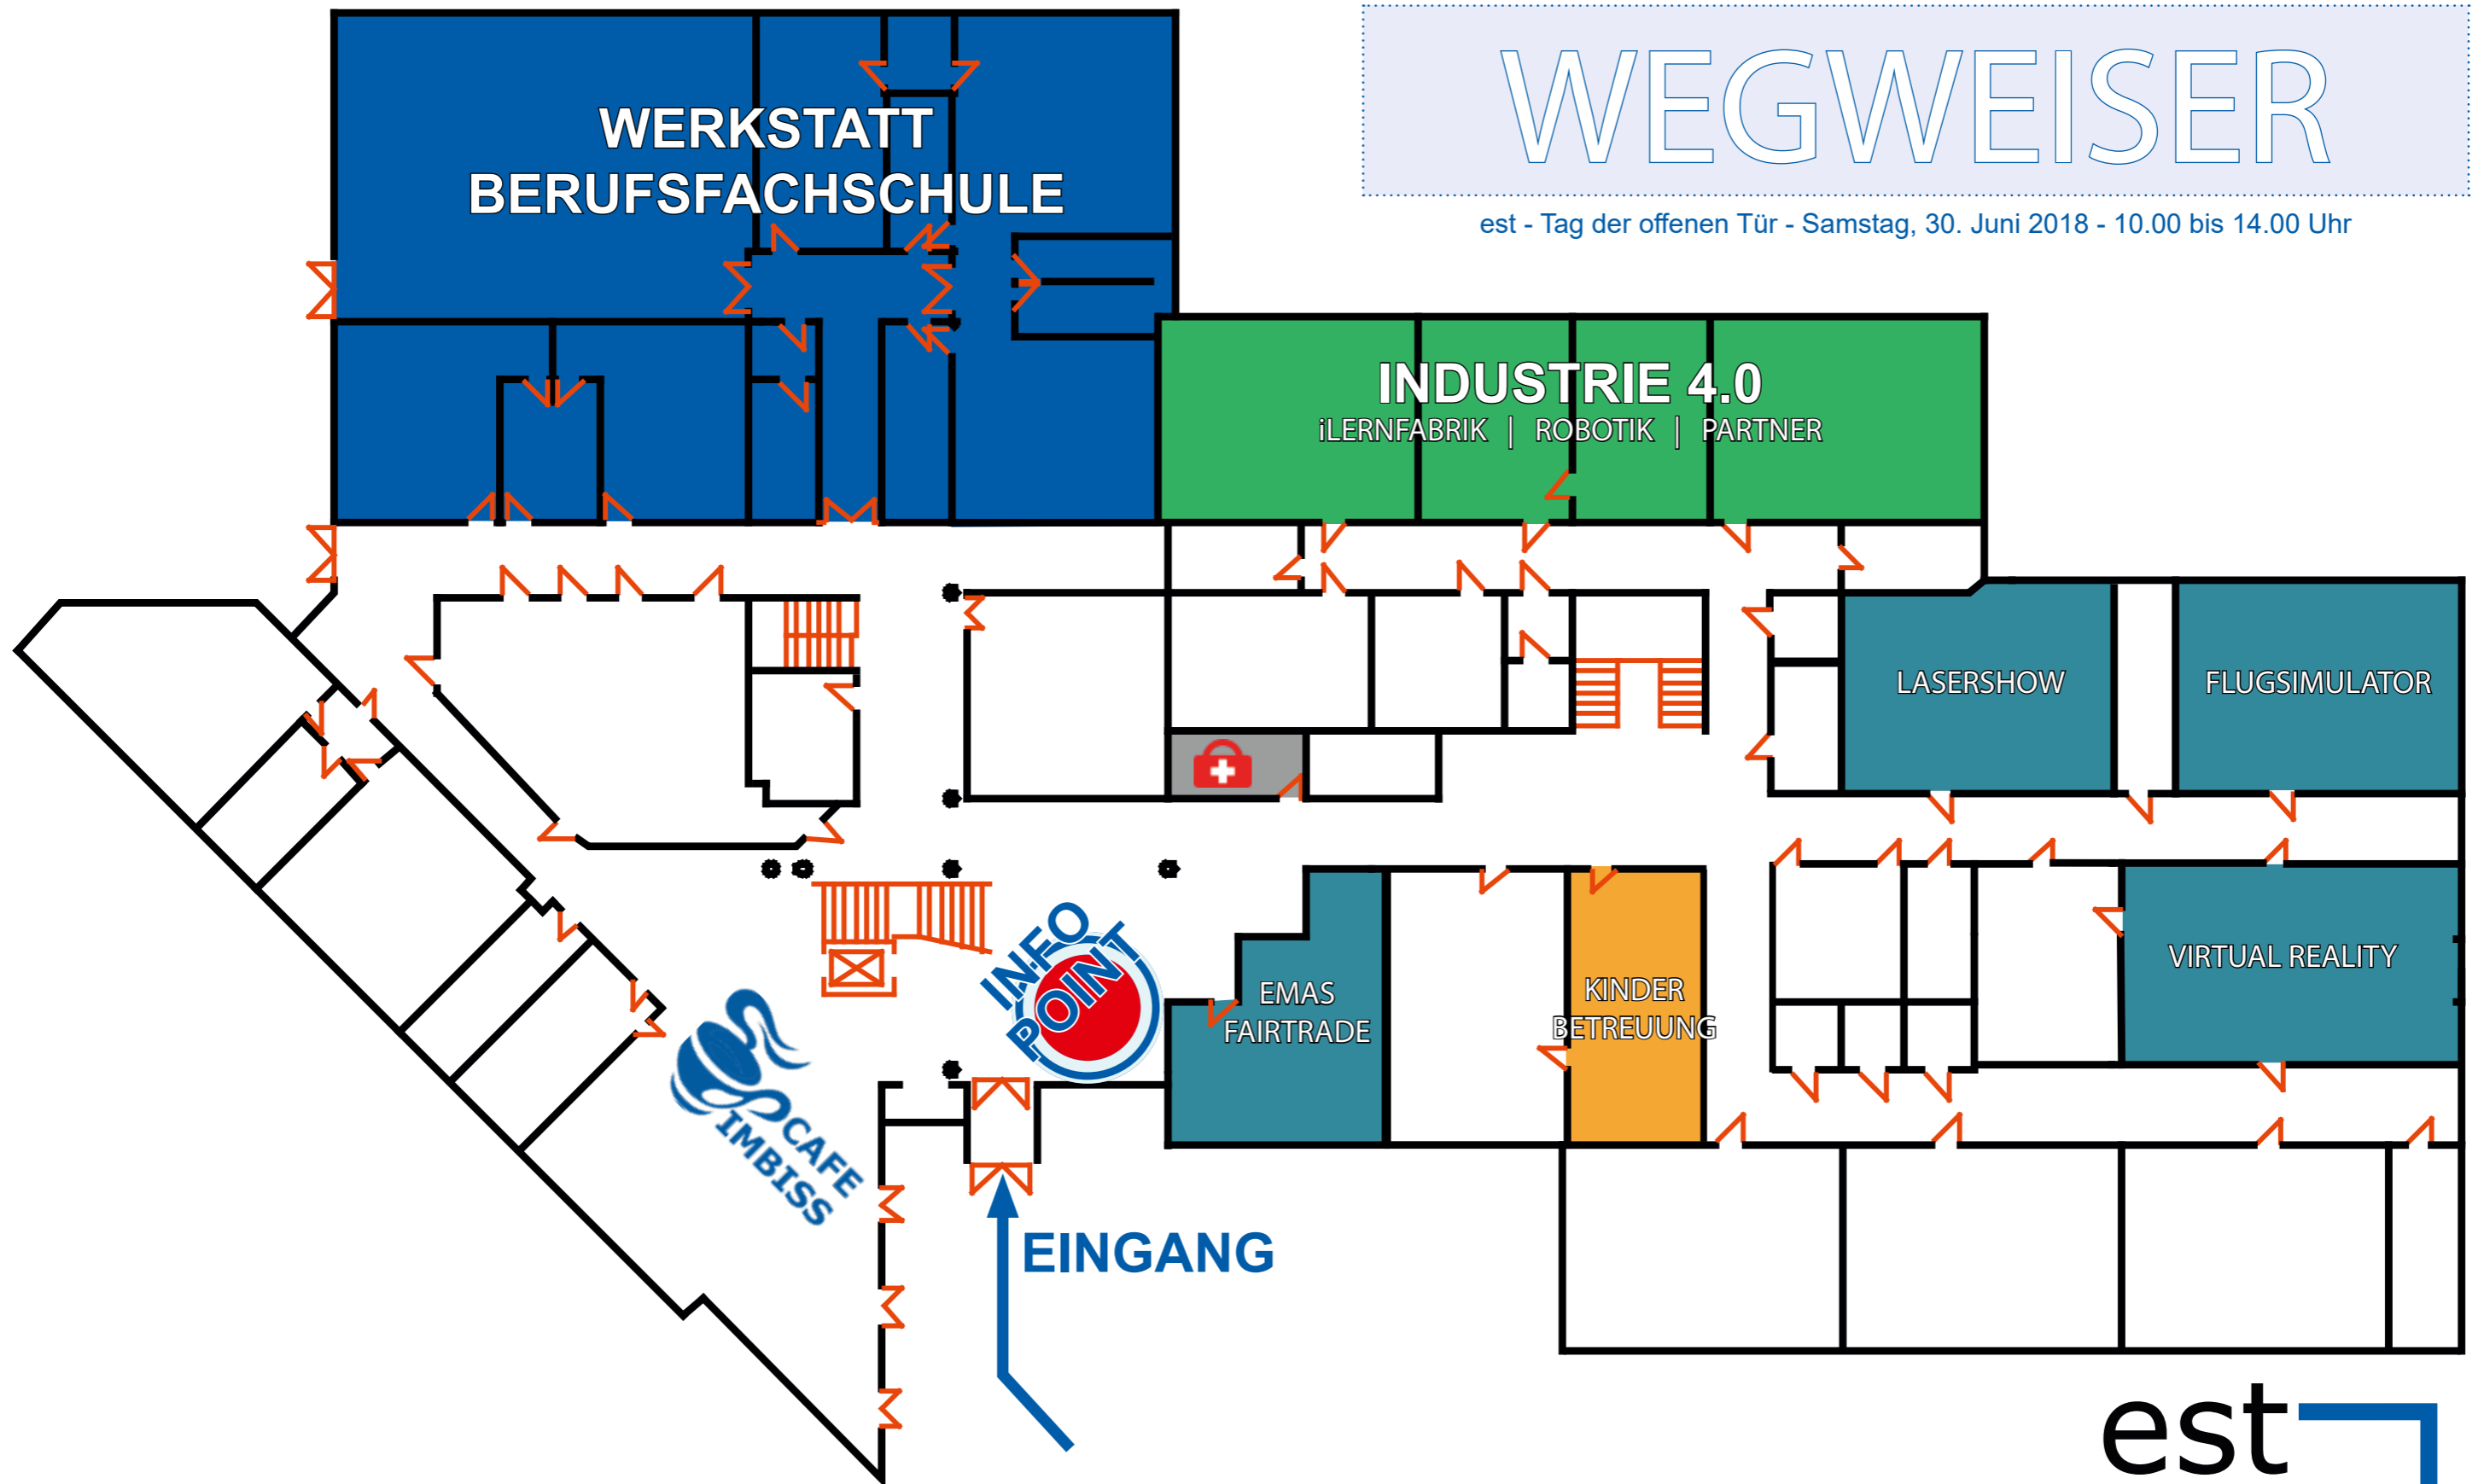 WEGWEISER
est - Tag der offenen Tür - Samstag, 30. Juni 2018 - 10.00 bis 14.00 Uhr
WERKSTATT
BERUFSFACHSCHULE
INDUSTRIE 4.0
iLERNFABRIK | ROBOTIK | PARTNER
LASERSHOW
FLUGSIMULATOR
INFO
POINT
EMAS
FAIRTRADE
KINDER
BETREUUNG
VIRTUAL REALITY
CAFE
IMBISS
EINGANG
est